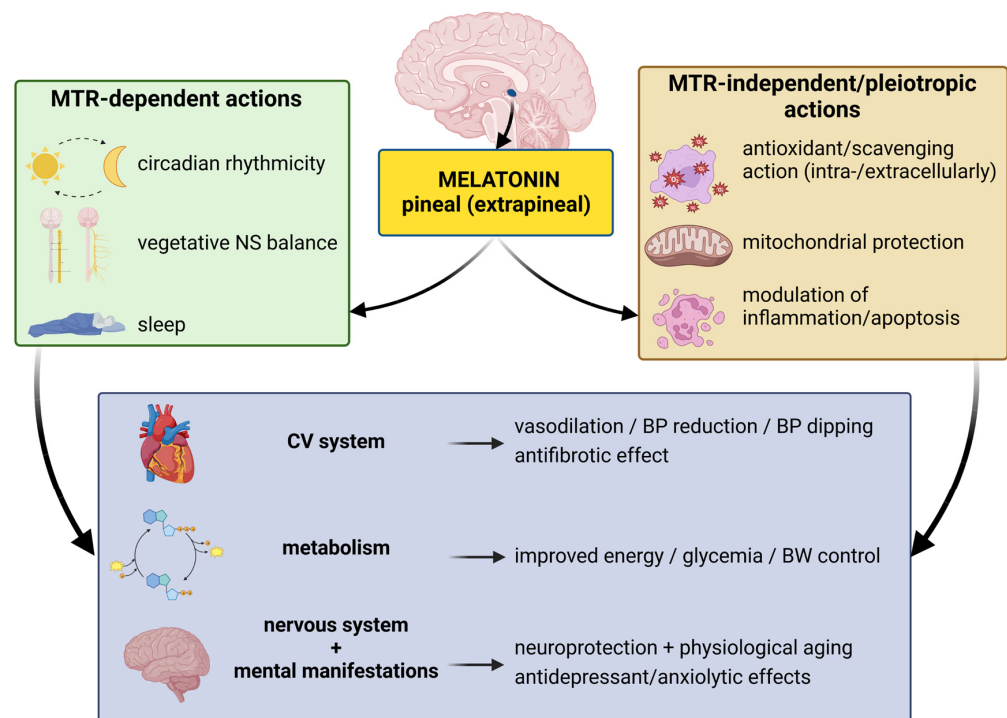 MTR-dependent actions
circadian rhythmicity
vegetative NS balance
sleep
MELATONIN
pineal (extrapineal)
MTR-independent/pleiotropic
actions
antioxidant/scavenging
action (intra-/extracellularly)
mitochondrial protection
modulation of
inflammation/apoptosis
CV system
vasodilation / BP reduction / BP dipping
antifibrotic effect
metabolism
improved energy / glycemia / BW control
nervous system
+
mental manifestations
neuroprotection + physiological aging
antidepressant/anxiolytic effects